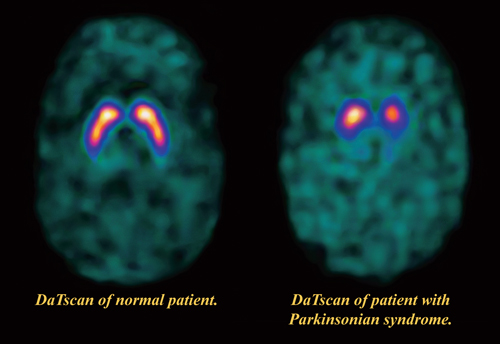 DaTscan of normal patient.
DaTscan of patient with
Parkinsonian syndrome.